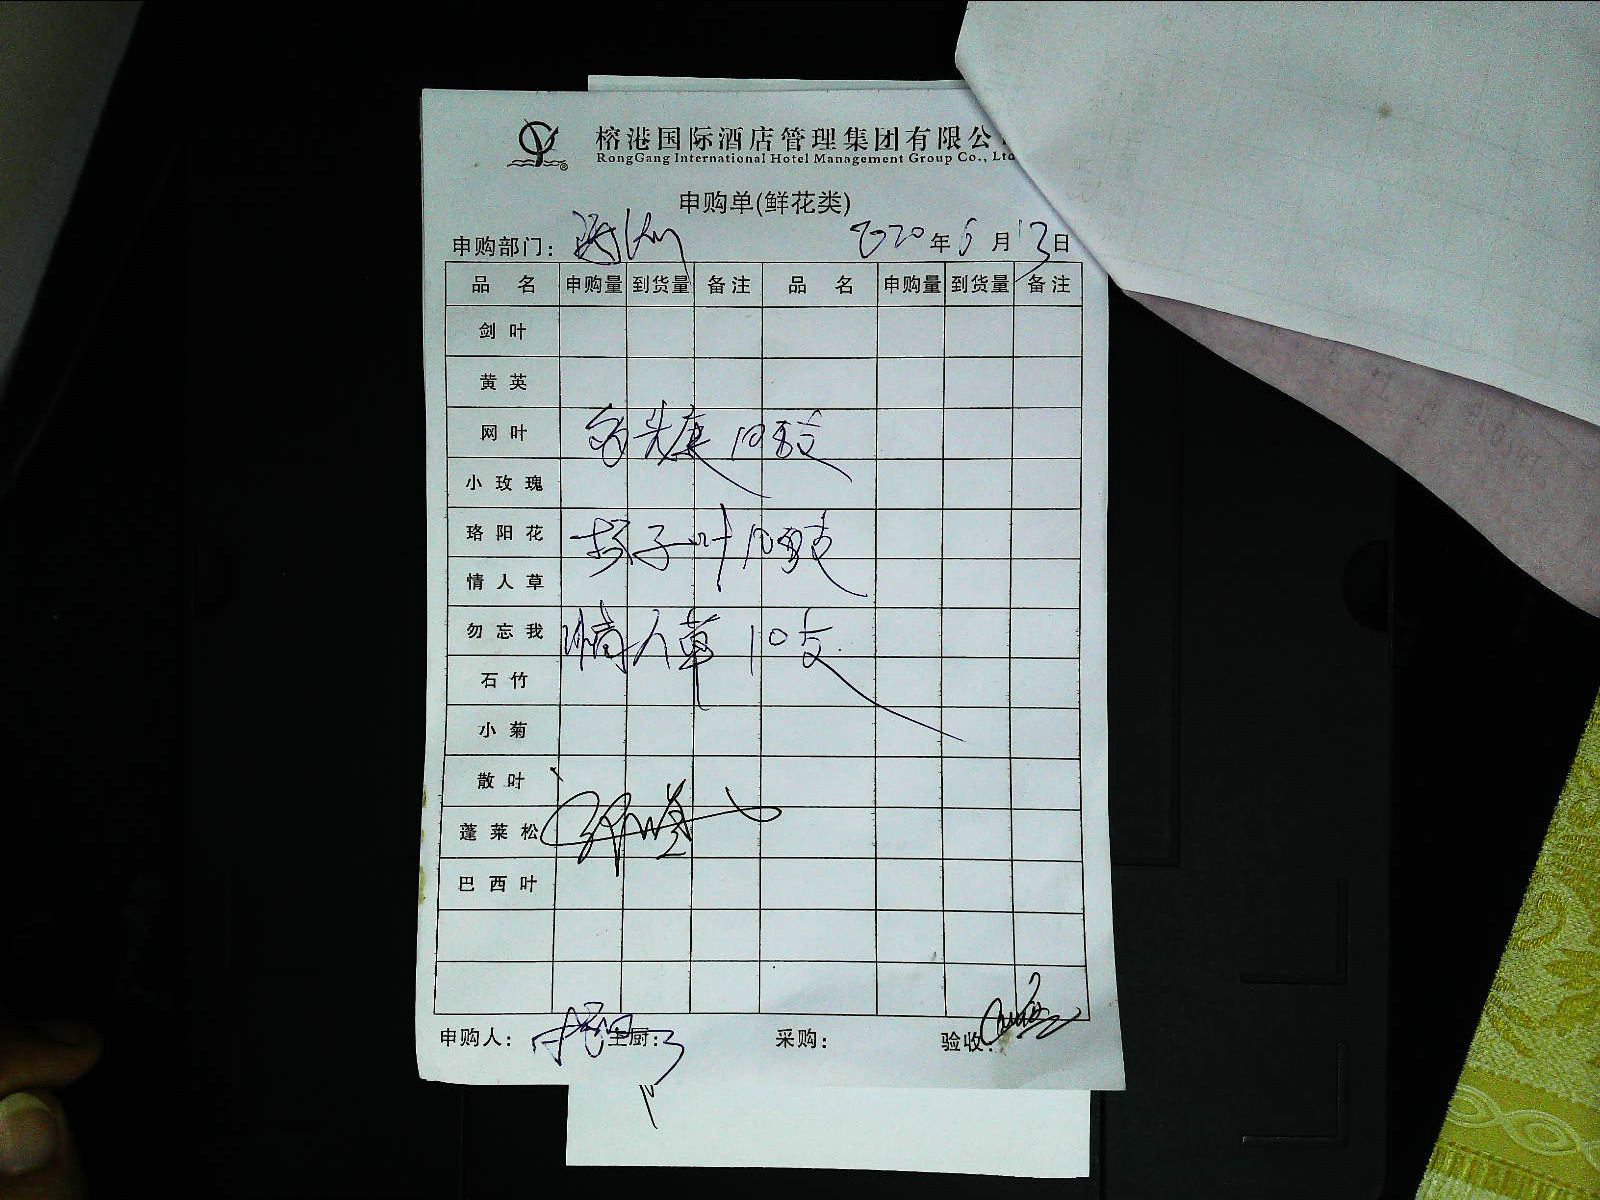 榕港国际酒店管理集团有限公
RongGang International Hotel Management Group Co., Ltd
申购单(鲜花类)
申购部门:
2020年6月13日
品 名 申购量 到货量 备注 品 名 申购量 到货量 备注
剑叶
黄英
网叶
小玫瑰
珞阳花
情人草
勿忘我
石竹
小菊
散叶
蓬莱松
巴西叶
情人草 10支
申购人: 主厨: 采购: 验收: